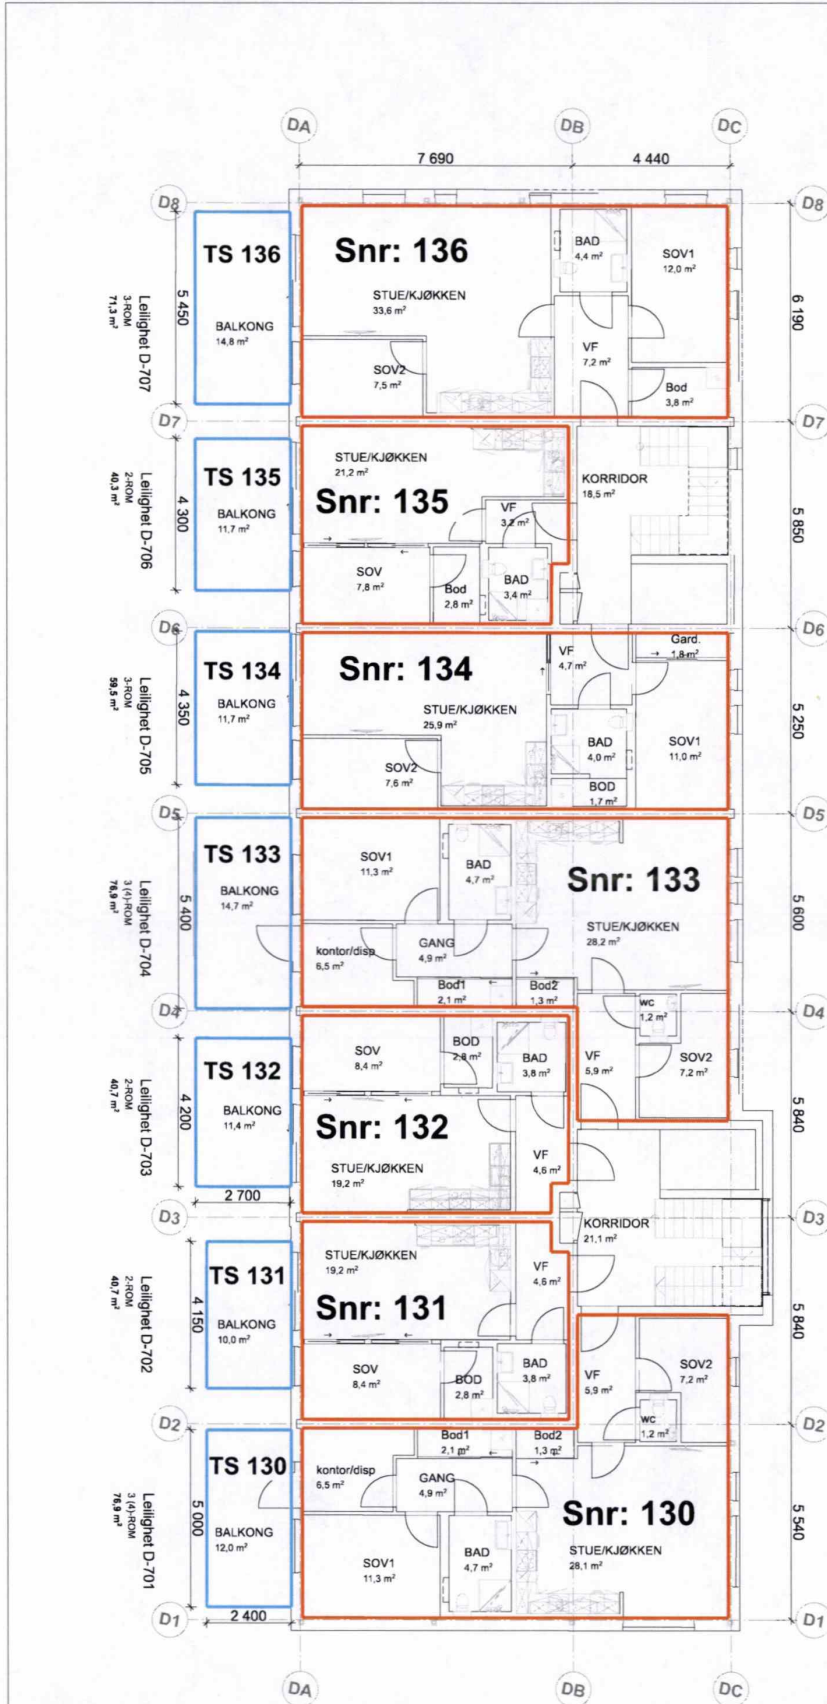 DA
DB
DC
7 690
4 440
D8
D8
TS 136
Snr: 136
BAD
4,4 m²
SOV1
12,0 m²
STUE/KJØKKEN
33,6 m²
5 450
6 190
Leilighet D-707
3-ROM
71,3 m²
BALKONG
14,8 m²
VF
7,2 m²
SOV2
7,5 m²
Bod
3,8 m²
D7
D7
TS 135
STUE/KJØKKEN
21,2 m²
KORRIDOR
18,5 m²
Snr: 135
Leilighet D-706
2-ROM
40,3 m²
4 300
BALKONG
11,7 m²
VF
3,2 m²
5 850
SOV
7,8 m²
Bod
2,8 m²
BAD
3,4 m²
D6
D6
TS 134
Snr: 134
VF
4,7 m²
Gard.
1,8 m²
Leilighet D-705
3-ROM
59,5 m²
4 350
BALKONG
11,7 m²
STUE/KJØKKEN
25,9 m²
5 250
BAD
4,0 m²
SOV1
11,0 m²
SOV2
7,6 m²
BOD
1,7 m²
D5
D5
TS 133
SOV1
11,3 m²
BAD
4,7 m²
Snr: 133
Leilighet D-704
3 (4)-ROM
76,9 m²
5 400
BALKONG
14,7 m²
5 600
STUE/KJØKKEN
28,2 m²
kontor/disp
6,5 m²
GANG
4,9 m²
Bod1
2,1 m²
Bod2
1,3 m²
D4
D4
WC
1,2 m²
TS 132
SOV
8,4 m²
BOD
2,8 m²
BAD
3,8 m²
VF
5,9 m²
SOV2
7,2 m²
Leilighet D-703
2-ROM
40,7 m²
4 200
BALKONG
11,4 m²
Snr: 132
5 840
STUE/KJØKKEN
19,2 m²
VF
4,6 m²
2 700
D3
D3
KORRIDOR
21,1 m²
STUE/KJØKKEN
19,2 m²
TS 131
VF
4,6 m²
Leilighet D-702
2-ROM
40,7 m²
4 150
Snr: 131
BALKONG
10,0 m²
5 840
SOV
8,4 m²
BOD
2,8 m²
BAD
3,8 m²
VF
5,9 m²
SOV2
7,2 m²
D2
D2
WC
1,2 m²
Bod1
2,1 m²
Bod2
1,3 m²
TS 130
kontor/disp
6,5 m²
GANG
4,9 m²
Leilighet D-701
3 (4)-ROM
76,9 m²
5 000
Snr: 130
5 540
BALKONG
12,0 m²
SOV1
11,3 m²
BAD
4,7 m²
STUE/KJØKKEN
28,1 m²
2 400
D1
D1
DA
DB
DC